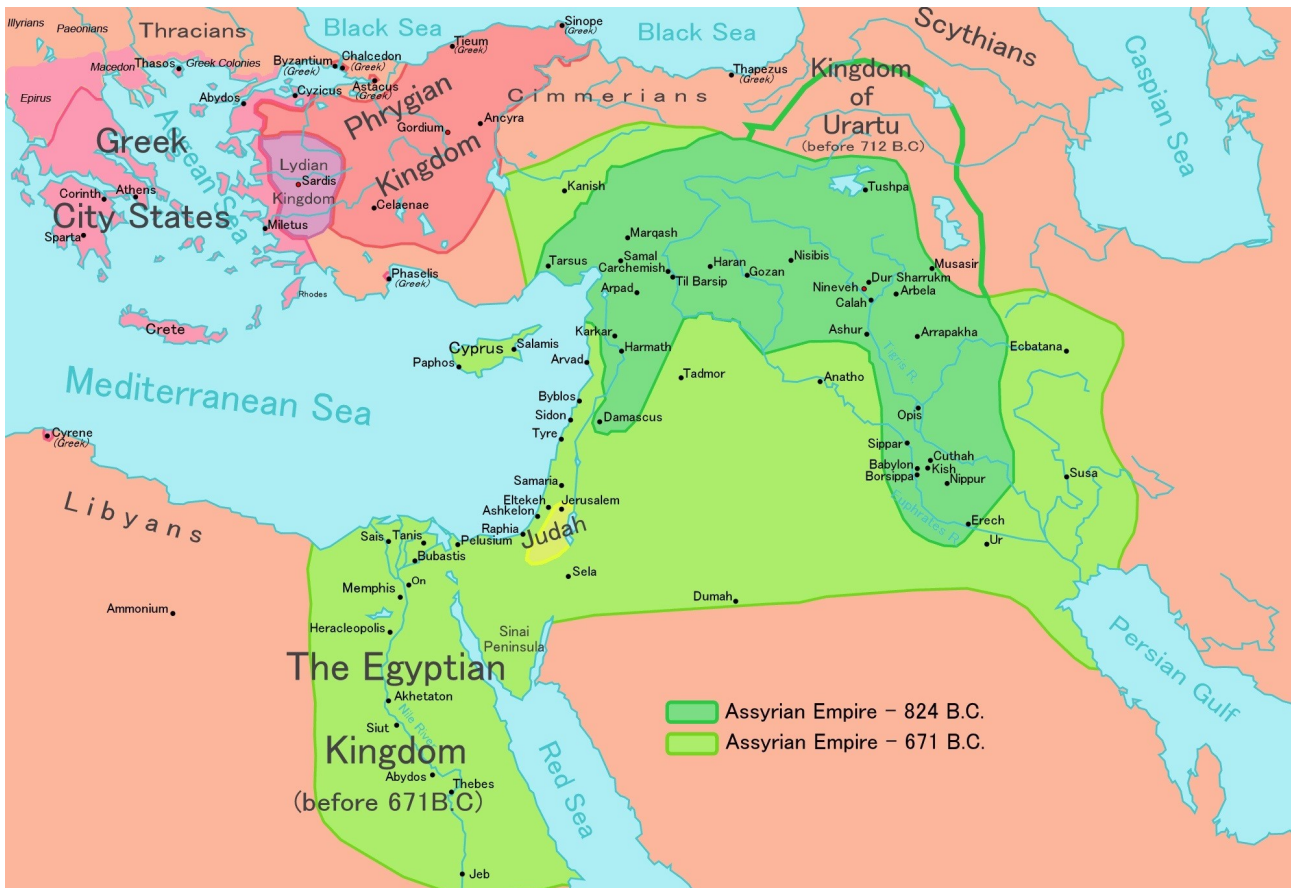 Illyrians
Paeonians
Thracians
Black Sea
Sinope
(Greek)
Black Sea
Scythians
Caspian Sea
Tieum
(Greek)
Macedon
Thasos
Greek Colonies
Byzantium
(Greek)
Chalcedon
(Greek)
Astacus
(Greek)
Thapezus
(Greek)
Kingdom
of
Urartu
(before 712 B.C)
Epirus
Abydos
Cyzicus
Phrygian
Kingdom
Cimmerians
Gordium
Ancyra
Greek
City States
Aegean Sea
Lydian
Kingdom
Sardis
Kanish
Tushpa
Corinth
Athens
Celaenae
Sparta
Miletus
Marqash
Tarsus
Samal
Carchemish
Til Barsip
Haran
Gozan
Nisibis
Musasir
Dur Sharrukm
Nineveh
Arbela
Calah
Phaselis
(Greek)
Rhodes
Arpad
Crete
Karkar
Harmath
Ashur
Arrapakha
Ecbatana
Cyprus
Salamis
Paphos
Arvad
Tigris R.
Mediterranean Sea
Tadmor
Anatho
Byblos
Sidon
Damascus
Opis
Tyre
Cyrene
(Greek)
Sippar
Cuthah
Babylon
Kish
Borsippa
Nippur
Susa
Samaria
Libyans
Eltekeh
Jerusalem
Ashkelon
Euphrates R.
Raphia
Judah
Erech
Ur
Sais
Tanis
Pelusium
Bubastis
Sela
On
Memphis
Dumah
Ammonium
Heracleopolis
Sinai
Peninsula
Persian Gulf
The Egyptian
Kingdom
(before 671B.C)
Akhetaton
Nile River
Siut
Abydos
Thebes
Red Sea
Jeb
Assyrian Empire - 824 B.C.
Assyrian Empire - 671 B.C.